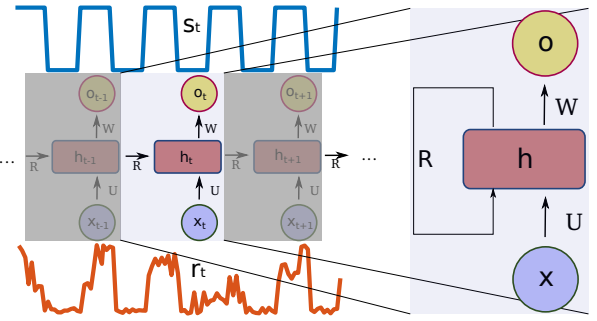 sₜ
oₜ₋₁ oₜ oₜ₊₁ o
W W W W
... R hₜ₋₁ R hₜ R hₜ₊₁ R ... R h
U U U U
xₜ₋₁ xₜ xₜ₊₁ x
rₜ